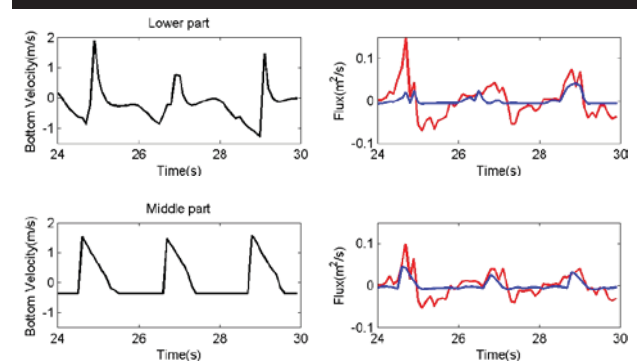 Lower part
Bottom Velocity(m/s)
2
1
0
-1
24 26 28 30
Time(s)
Flux(m²/s)
0.1
0
-0.1
24 26 28 30
Time(s)
Middle part
Bottom Velocity(m/s)
2
1
0
-1
24 26 28 30
Time(s)
Flux(m²/s)
0.1
0
-0.1
24 26 28 30
Time(s)